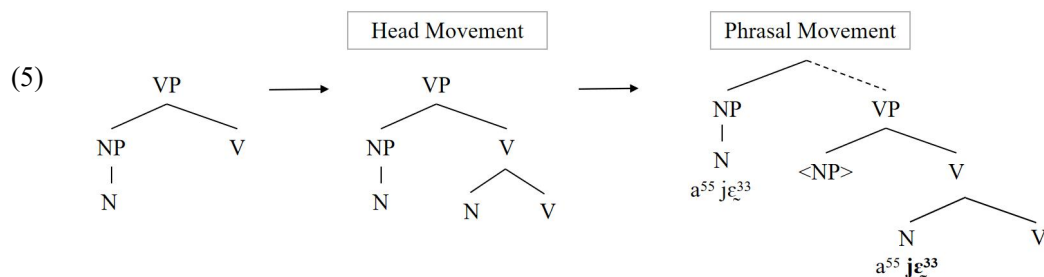 Head Movement Phrasal Movement
(5) VP VP
NP VP
NP V NP V
N <NP> V
N N V a⁵⁵ jɛ̰³³
N V
a⁵⁵ jɛ̰³³